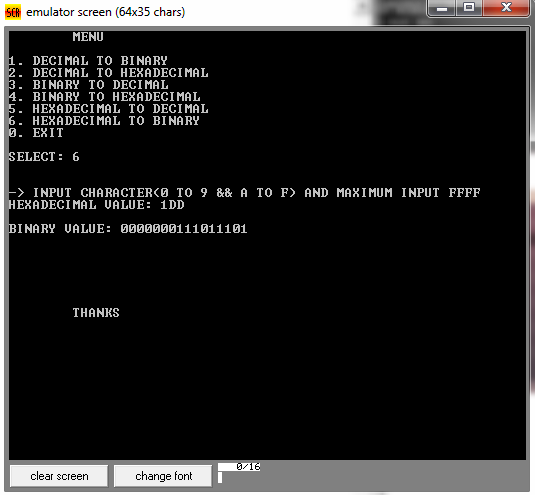 SCR emulator screen (64x35 chars)
MENU
1. DECIMAL TO BINARY
2. DECIMAL TO HEXADECIMAL
3. BINARY TO DECIMAL
4. BINARY TO HEXADECIMAL
5. HEXADECIMAL TO DECIMAL
6. HEXADECIMAL TO BINARY
0. EXIT
SELECT: 6
-> INPUT CHARACTER(0 TO 9 && A TO F) AND MAXIMUM INPUT FFFF
HEXADECIMAL VALUE: 1DD
BINARY VALUE: 0000000111011101
THANKS
clear screen change font 0/16